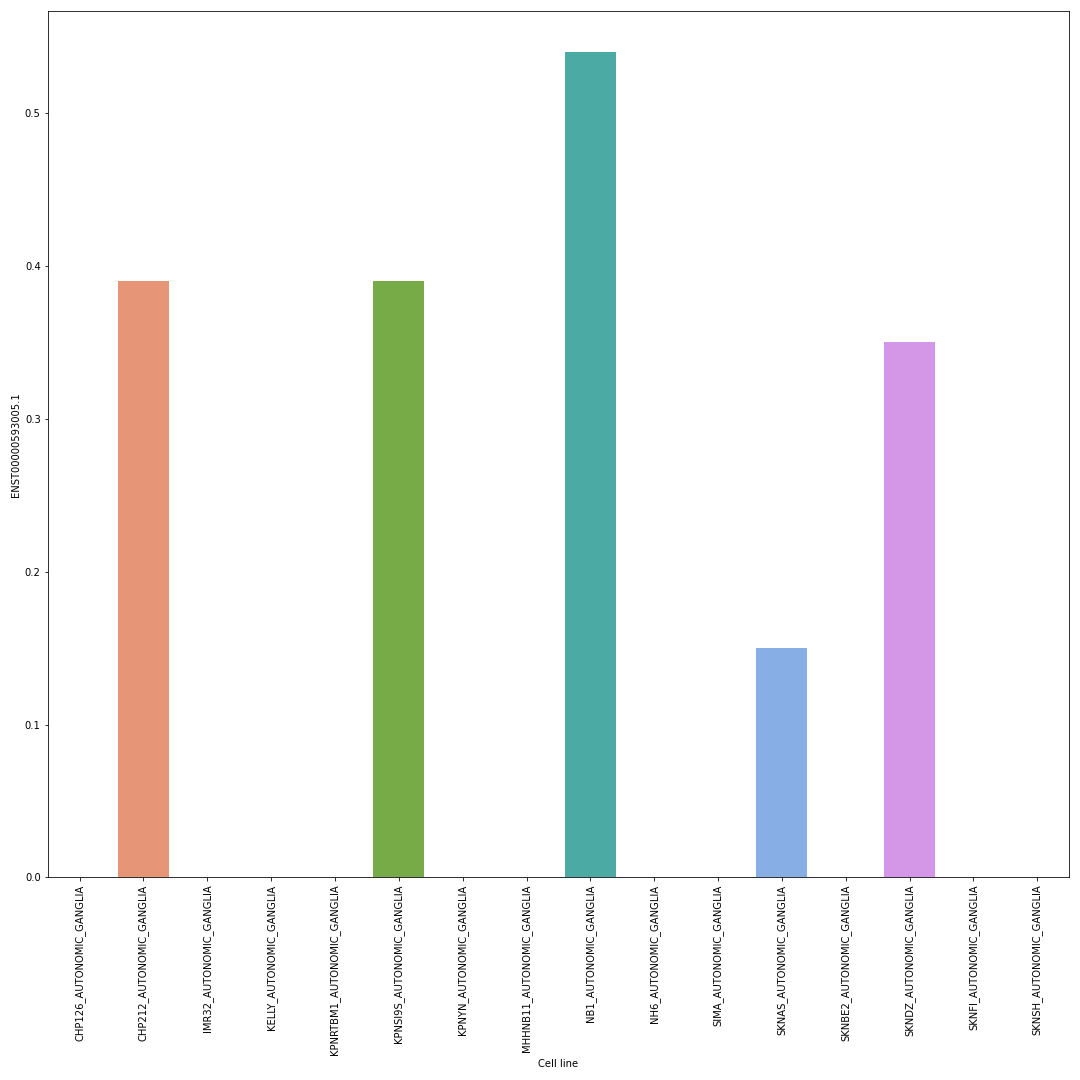 ENST00000593005.1
0.5
0.4
0.3
0.2
0.1
0.0
CHP126_AUTONOMIC_GANGLIA
CHP212_AUTONOMIC_GANGLIA
IMR32_AUTONOMIC_GANGLIA
KELLY_AUTONOMIC_GANGLIA
KPNRTBM1_AUTONOMIC_GANGLIA
KPNSI9S_AUTONOMIC_GANGLIA
KPNYN_AUTONOMIC_GANGLIA
MHHNB11_AUTONOMIC_GANGLIA
NB1_AUTONOMIC_GANGLIA
NH6_AUTONOMIC_GANGLIA
SIMA_AUTONOMIC_GANGLIA
SKNAS_AUTONOMIC_GANGLIA
SKNBE2_AUTONOMIC_GANGLIA
SKNDZ_AUTONOMIC_GANGLIA
SKNFI_AUTONOMIC_GANGLIA
SKNSH_AUTONOMIC_GANGLIA
Cell line